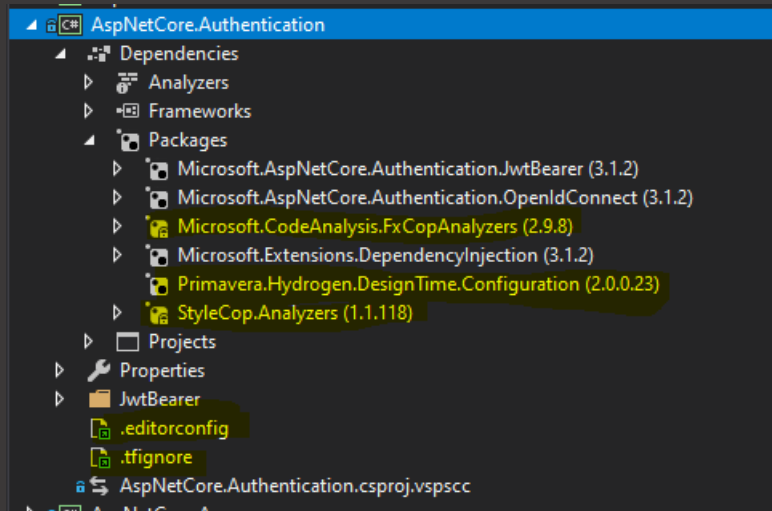 C# AspNetCore.Authentication
Dependencies
Analyzers
Frameworks
Packages
Microsoft.AspNetCore.Authentication.JwtBearer (3.1.2)
Microsoft.AspNetCore.Authentication.OpenIdConnect (3.1.2)
Microsoft.CodeAnalysis.FxCopAnalyzers (2.9.8)
Microsoft.Extensions.DependencyInjection (3.1.2)
Primavera.Hydrogen.DesignTime.Configuration (2.0.0.23)
StyleCop.Analyzers (1.1.118)
Projects
Properties
JwtBearer
.editorconfig
.tfignore
AspNetCore.Authentication.csproj.vspscc